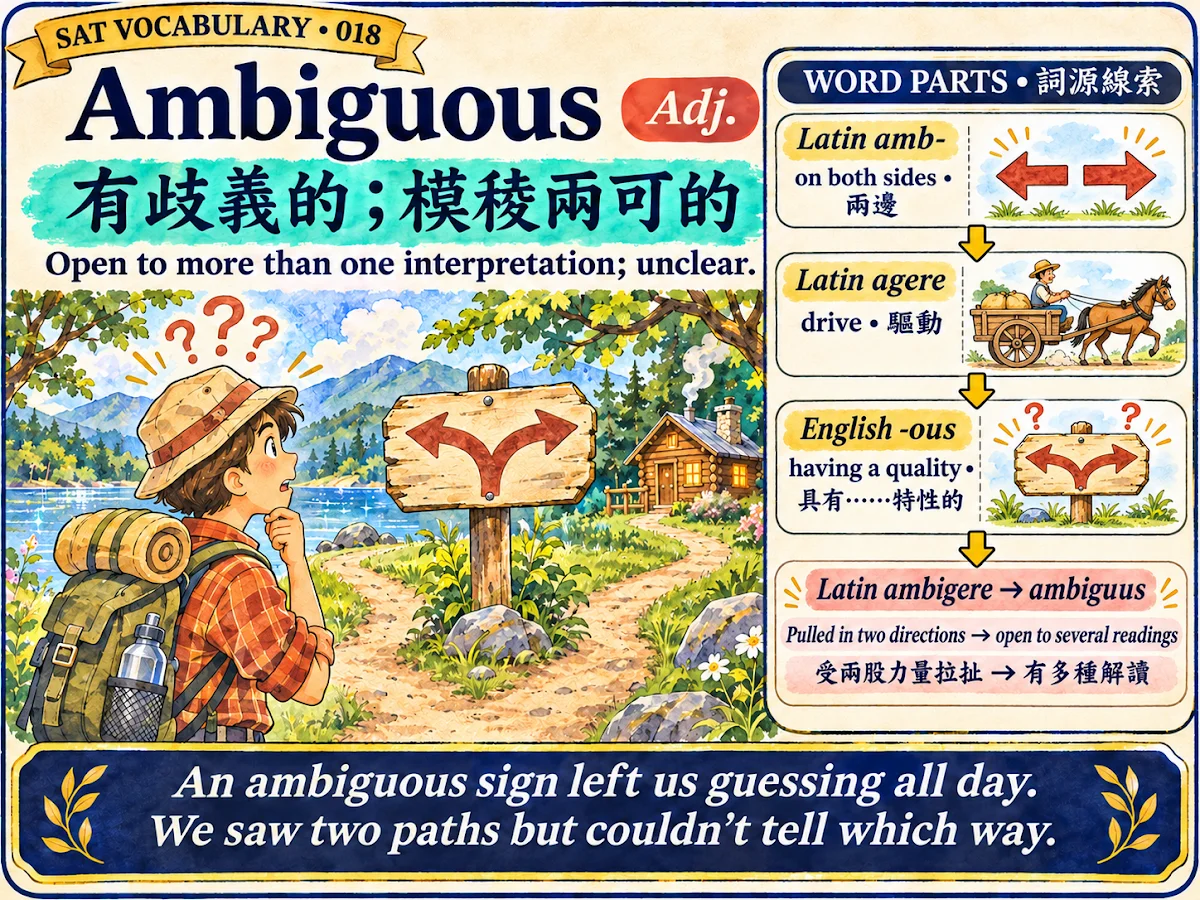 SAT VOCABULARY • 018
Ambiguous
Adj.
有歧義的；模稜兩可的
Open to more than one interpretation; unclear.
? ? ?
WORD PARTS • 詞源線索
Latin amb-
on both sides •
兩邊
Latin agere
drive • 驅動
English -ous
having a quality •
具有……特性的
? ?
Latin ambigere → ambiguus
Pulled in two directions → open to several readings
受兩股力量拉扯 → 有多種解讀
An ambiguous sign left us guessing all day.
We saw two paths but couldn't tell which way.